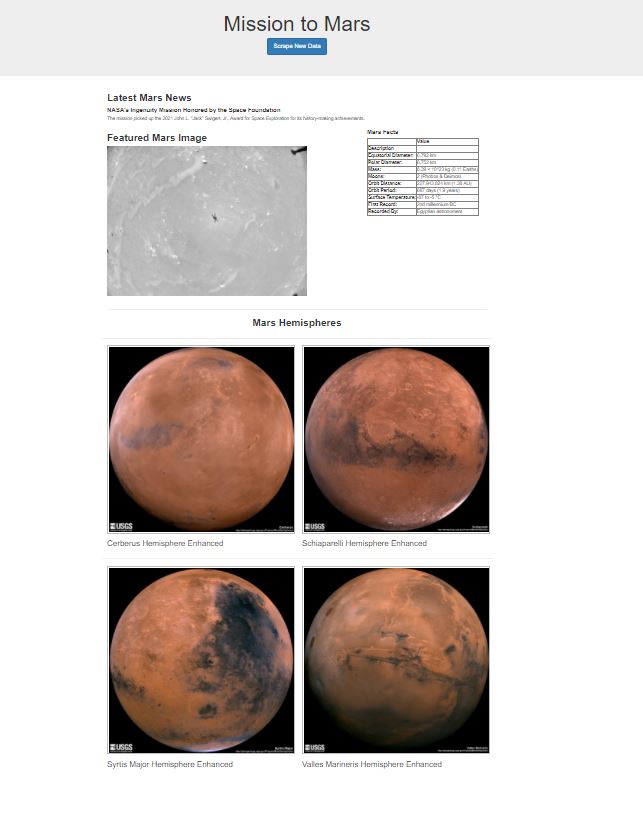 Mission to Mars
Scrape New Data
Latest Mars News
NASA's Ingenuity Mission Honored by the Space Foundation
The mission picked up the 2021 John L. "Jack" Swigert, Jr., Award for Space Exploration for its history-making achievements.
Featured Mars Image
Mars Facts
Value
Description
Equatorial Diameter: 6,792 km
Polar Diameter: 6,752 km
Mass: 6.39 × 10^23 kg (0.11 Earths)
Moons: 2 (Phobos & Deimos)
Orbit Distance: 227,943,824 km (1.38 AU)
Orbit Period: 687 days (1.9 years)
Surface Temperature: -87 to -5 °C
First Record: 2nd millennium BC
Recorded By: Egyptian astronomers
Mars Hemispheres
USGS
Cerberus
USGS
Schiaparelli
Cerberus Hemisphere Enhanced
Schiaparelli Hemisphere Enhanced
USGS
Syrtis Major
USGS
Valles Marineris
Syrtis Major Hemisphere Enhanced
Valles Marineris Hemisphere Enhanced